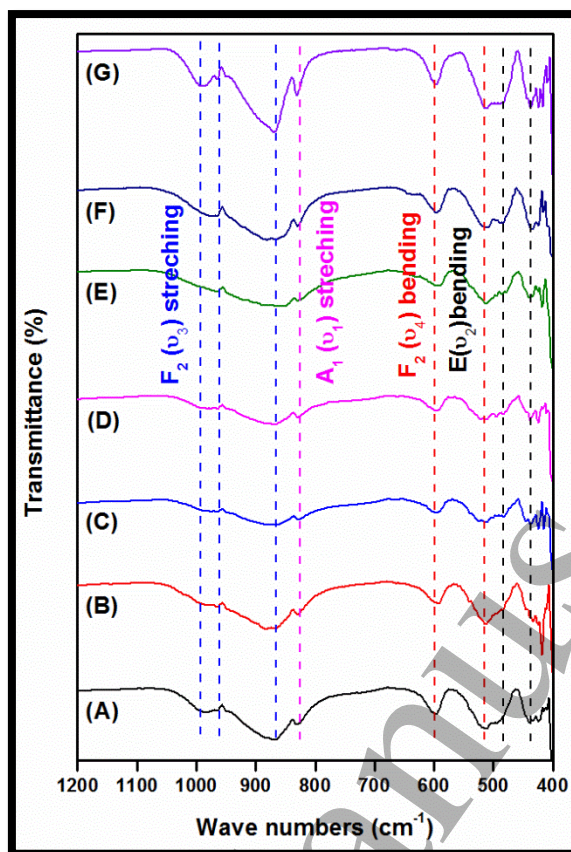 (G)
(F)
(E)
(D)
(C)
(B)
(A)
F₂ (υ₃) streching
A₁ (υ₁) streching
F₂ (υ₄) bending
E(υ₂)bending
Transmittance (%)
1200 1100 1000 900 800 700 600 500 400
Wave numbers (cm⁻¹)
anus